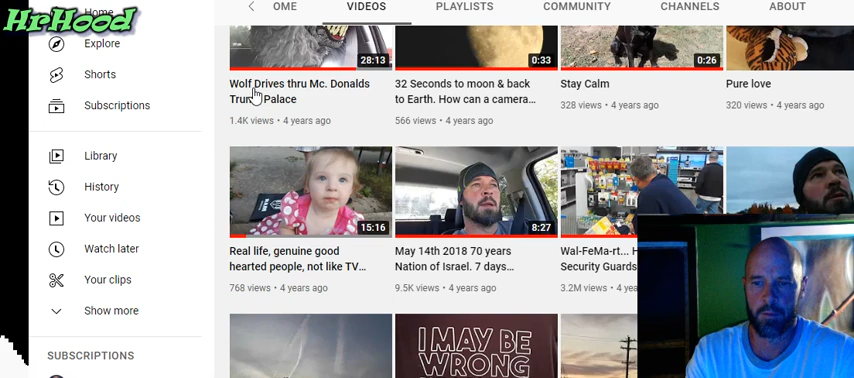 HrHood
Home
OME
VIDEOS
PLAYLISTS
COMMUNITY
CHANNELS
ABOUT
Explore
Shorts
Subscriptions
28:13
0:33
0:26
Wolf Drives thru Mc. Donalds
Palace
1.4K views • 4 years ago
32 Seconds to moon & back
to Earth. How can a camera...
566 views • 4 years ago
Stay Calm
328 views • 4 years ago
Pure love
320 views • 4 years ago
Library
History
Your videos
Watch later
Your clips
Show more
SUBSCRIPTIONS
15:16
8:27
Real life, genuine good
hearted people, not like TV...
768 views • 4 years ago
May 14th 2018 70 years
Nation of Israel. 7 days...
9.5K views • 4 years ago
Wal-FeMa-rt... H
Security Guards
3.2M views • 4 ye
I MAY BE
WRONG